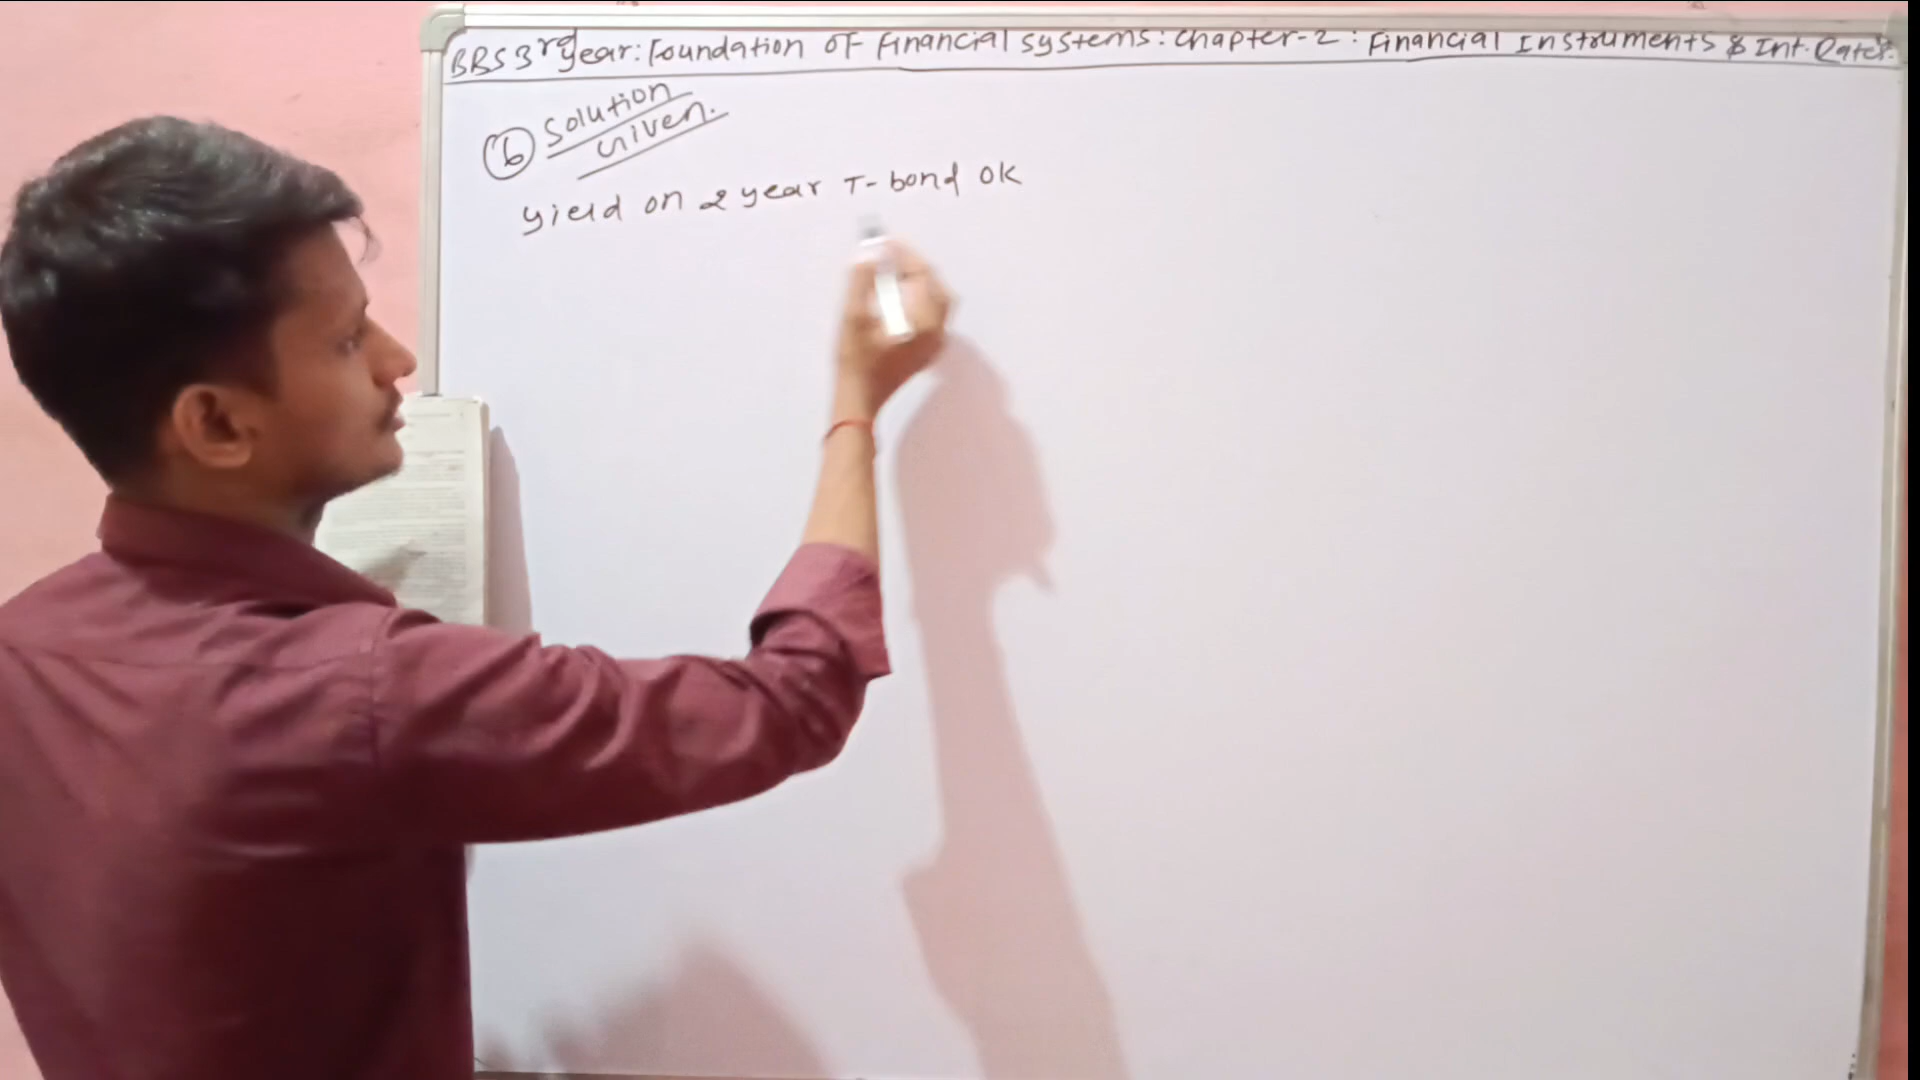 BBS 3rd year: Foundation of Financial systems: chapter-2: Financial Instruments & Int. Rates.
6 Solution
Given.
yield on 2 year T-bond OK